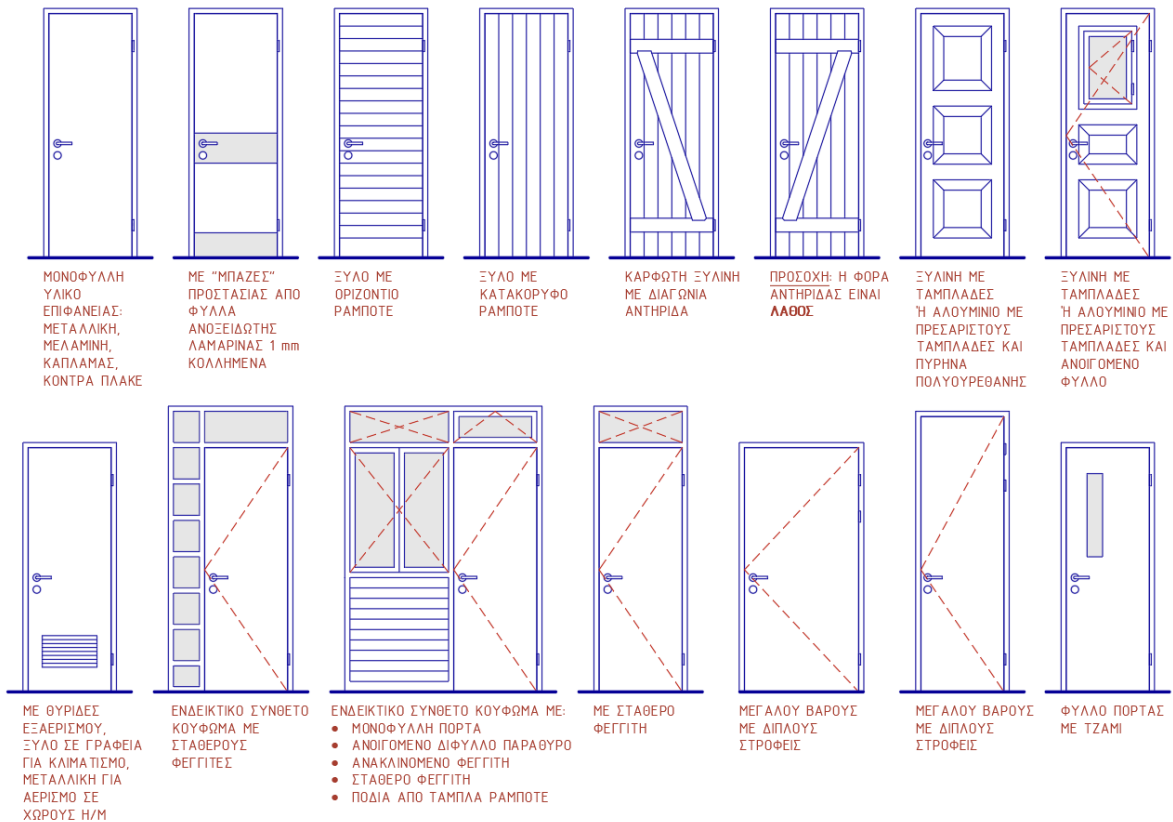 ΜΟΝΟΦΥΛΛΗ
ΥΛΙΚΟ
ΕΠΙΦΑΝΕΙΑΣ:
ΜΕΤΑΛΛΙΚΗ,
ΜΕΛΑΜΙΝΗ,
ΚΑΠΛΑΜΑΣ,
ΚΟΝΤΡΑ ΠΛΑΚΕ
ΜΕ "ΜΠΑΖΕΣ"
ΠΡΟΣΤΑΣΙΑΣ ΑΠΟ
ΦΥΛΛΑ
ΑΝΟΞΕΙΔΩΤΗΣ
ΛΑΜΑΡΙΝΑΣ 1 mm
ΚΟΛΛΗΜΕΝΑ
ΞΥΛΟ ΜΕ
ΟΡΙΖΟΝΤΙΟ
ΡΑΜΠΟΤΕ
ΞΥΛΟ ΜΕ
ΚΑΤΑΚΟΡΥΦΟ
ΡΑΜΠΟΤΕ
ΚΑΡΦΩΤΗ ΞΥΛΙΝΗ
ΜΕ ΔΙΑΓΩΝΙΑ
ΑΝΤΗΡΙΔΑ
ΠΡΟΣΟΧΗ: Η ΦΟΡΑ
ΑΝΤΗΡΙΔΑΣ ΕΙΝΑΙ
ΛΑΘΟΣ
ΞΥΛΙΝΗ ΜΕ
ΤΑΜΠΛΑΔΕΣ
Ή ΑΛΟΥΜΙΝΙΟ ΜΕ
ΠΡΕΣΑΡΙΣΤΟΥΣ
ΤΑΜΠΛΑΔΕΣ ΚΑΙ
ΠΥΡΗΝΑ
ΠΟΛΥΟΥΡΕΘΑΝΗΣ
ΞΥΛΙΝΗ ΜΕ
ΤΑΜΠΛΑΔΕΣ
Ή ΑΛΟΥΜΙΝΙΟ ΜΕ
ΠΡΕΣΑΡΙΣΤΟΥΣ
ΤΑΜΠΛΑΔΕΣ ΚΑΙ
ΑΝΟΙΓΟΜΕΝΟ
ΦΥΛΛΟ
ΜΕ ΘΥΡΙΔΕΣ
ΕΞΑΕΡΙΣΜΟΥ,
ΞΥΛΟ ΣΕ ΓΡΑΦΕΙΑ
ΓΙΑ ΚΛΙΜΑΤΙΣΜΟ,
ΜΕΤΑΛΛΙΚΗ ΓΙΑ
ΑΕΡΙΣΜΟ ΣΕ
ΧΩΡΟΥΣ Η/Μ
ΕΝΔΕΙΚΤΙΚΟ ΣΥΝΘΕΤΟ
ΚΟΥΦΩΜΑ ΜΕ
ΣΤΑΘΕΡΟΥΣ
ΦΕΓΓΙΤΕΣ
ΕΝΔΕΙΚΤΙΚΟ ΣΥΝΘΕΤΟ ΚΟΥΦΩΜΑ ΜΕ:
• ΜΟΝΟΦΥΛΛΗ ΠΟΡΤΑ
• ΑΝΟΙΓΟΜΕΝΟ ΔΙΦΥΛΛΟ ΠΑΡΑΘΥΡΟ
• ΑΝΑΚΛΙΝΟΜΕΝΟ ΦΕΓΓΙΤΗ
• ΣΤΑΘΕΡΟ ΦΕΓΓΙΤΗ
• ΠΟΔΙΑ ΑΠΟ ΤΑΜΠΛΑ ΡΑΜΠΟΤΕ
ΜΕ ΣΤΑΘΕΡΟ
ΦΕΓΓΙΤΗ
ΜΕΓΑΛΟΥ ΒΑΡΟΥΣ
ΜΕ ΔΙΠΛΟΥΣ
ΣΤΡΟΦΕΙΣ
ΜΕΓΑΛΟΥ ΒΑΡΟΥΣ
ΜΕ ΔΙΠΛΟΥΣ
ΣΤΡΟΦΕΙΣ
ΦΥΛΛΟ ΠΟΡΤΑΣ
ΜΕ ΤΖΑΜΙ